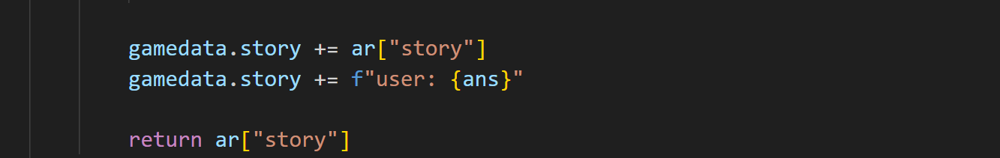 gamedata.story += ar["story"]
gamedata.story += f"user: {ans}"
return ar["story"]